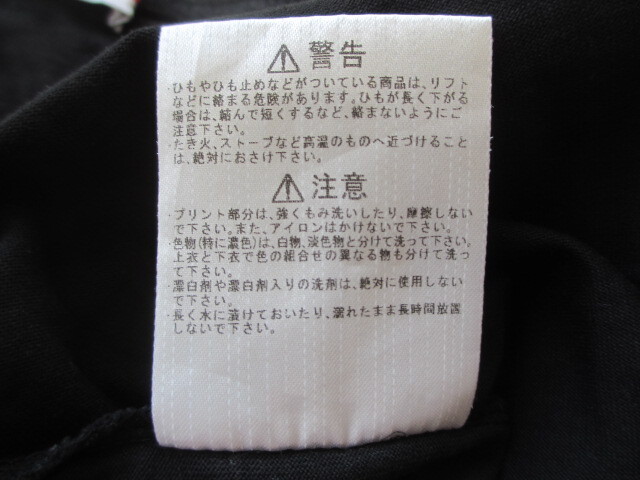 ⚠ 警告
・ひもやひも止めなどがついている商品は、リフト
などに絡まる危険があります。ひもが長く下がる
場合は、結んで短くするなど、絡まないようにご
注意下さい。
・たき火、ストーブなど高温のものへ近づけること
は、絶対におさけ下さい。
⚠ 注意
・プリント部分は、強くもみ洗いしたり、摩擦しない
で下さい。また、アイロンはかけないで下さい。
・色物(特に濃色)は、白物、淡色物と分けて洗って下さい。
上衣と下衣で色の組合せの異なる物も分けて洗っ
て下さい。
・漂白剤や漂白剤入りの洗剤は、絶対に使用しない
で下さい。
・長く水に漬けておいたり、濡れたまま長時間放置
しないで下さい。